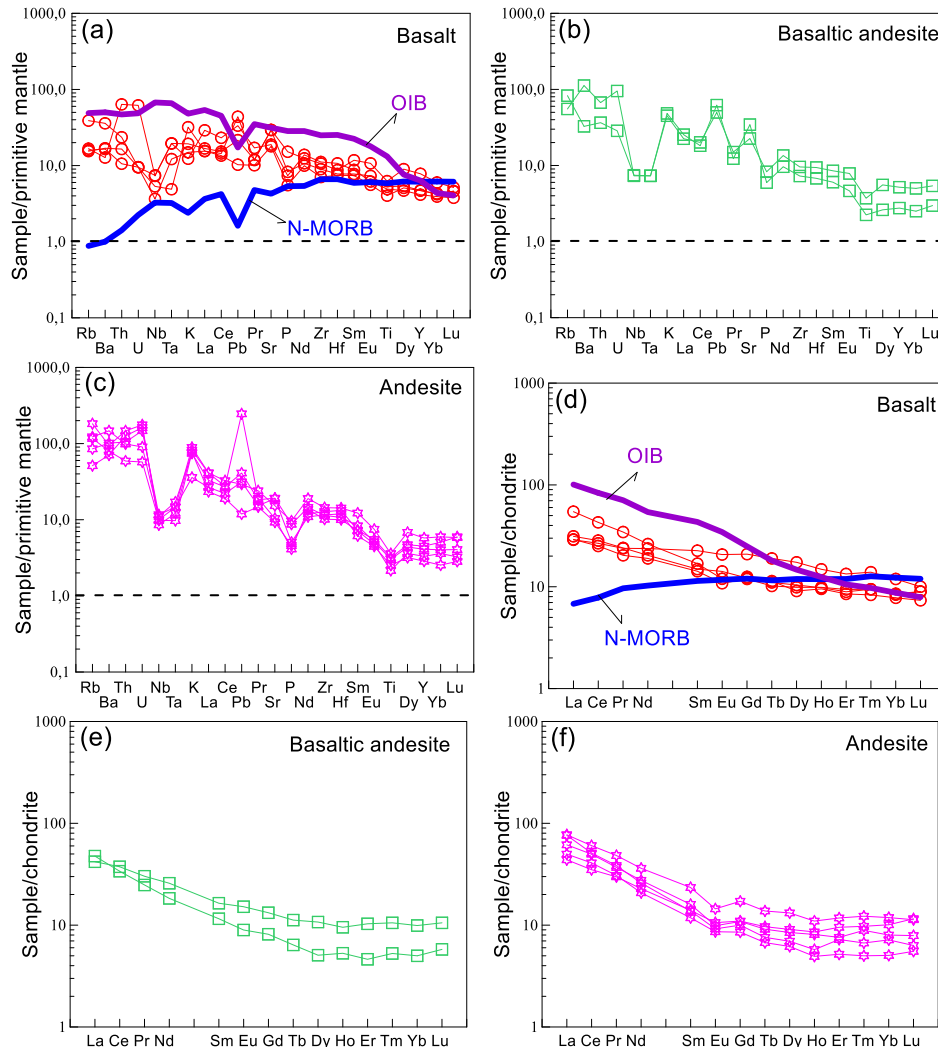 (a)
Basalt
OIB
N-MORB
Sample/primitive mantle
1000,0
100,0
10,0
1,0
0,1
Rb Th Nb K Ce Pr P Zr Sm Ti Y Lu
Ba U Ta La Pb Sr Nd Hf Eu Dy Yb
(b)
Basaltic andesite
Sample/primitive mantle
1000,0
100,0
10,0
1,0
0,1
Rb Th Nb K Ce Pr P Zr Sm Ti Y Lu
Ba U Ta La Pb Sr Nd Hf Eu Dy Yb
(c)
Andesite
Sample/primitive mantle
1000,0
100,0
10,0
1,0
0,1
Rb Th Nb K Ce Pr P Zr Sm Ti Y Lu
Ba U Ta La Pb Sr Nd Hf Eu Dy Yb
(d)
Basalt
OIB
N-MORB
Sample/chondrite
1000
100
10
1
La Ce Pr Nd Sm Eu Gd Tb Dy Ho Er Tm Yb Lu
(e)
Basaltic andesite
Sample/chondrite
1000
100
10
1
La Ce Pr Nd Sm Eu Gd Tb Dy Ho Er Tm Yb Lu
(f)
Andesite
Sample/chondrite
1000
100
10
1
La Ce Pr Nd Sm Eu Gd Tb Dy Ho Er Tm Yb Lu